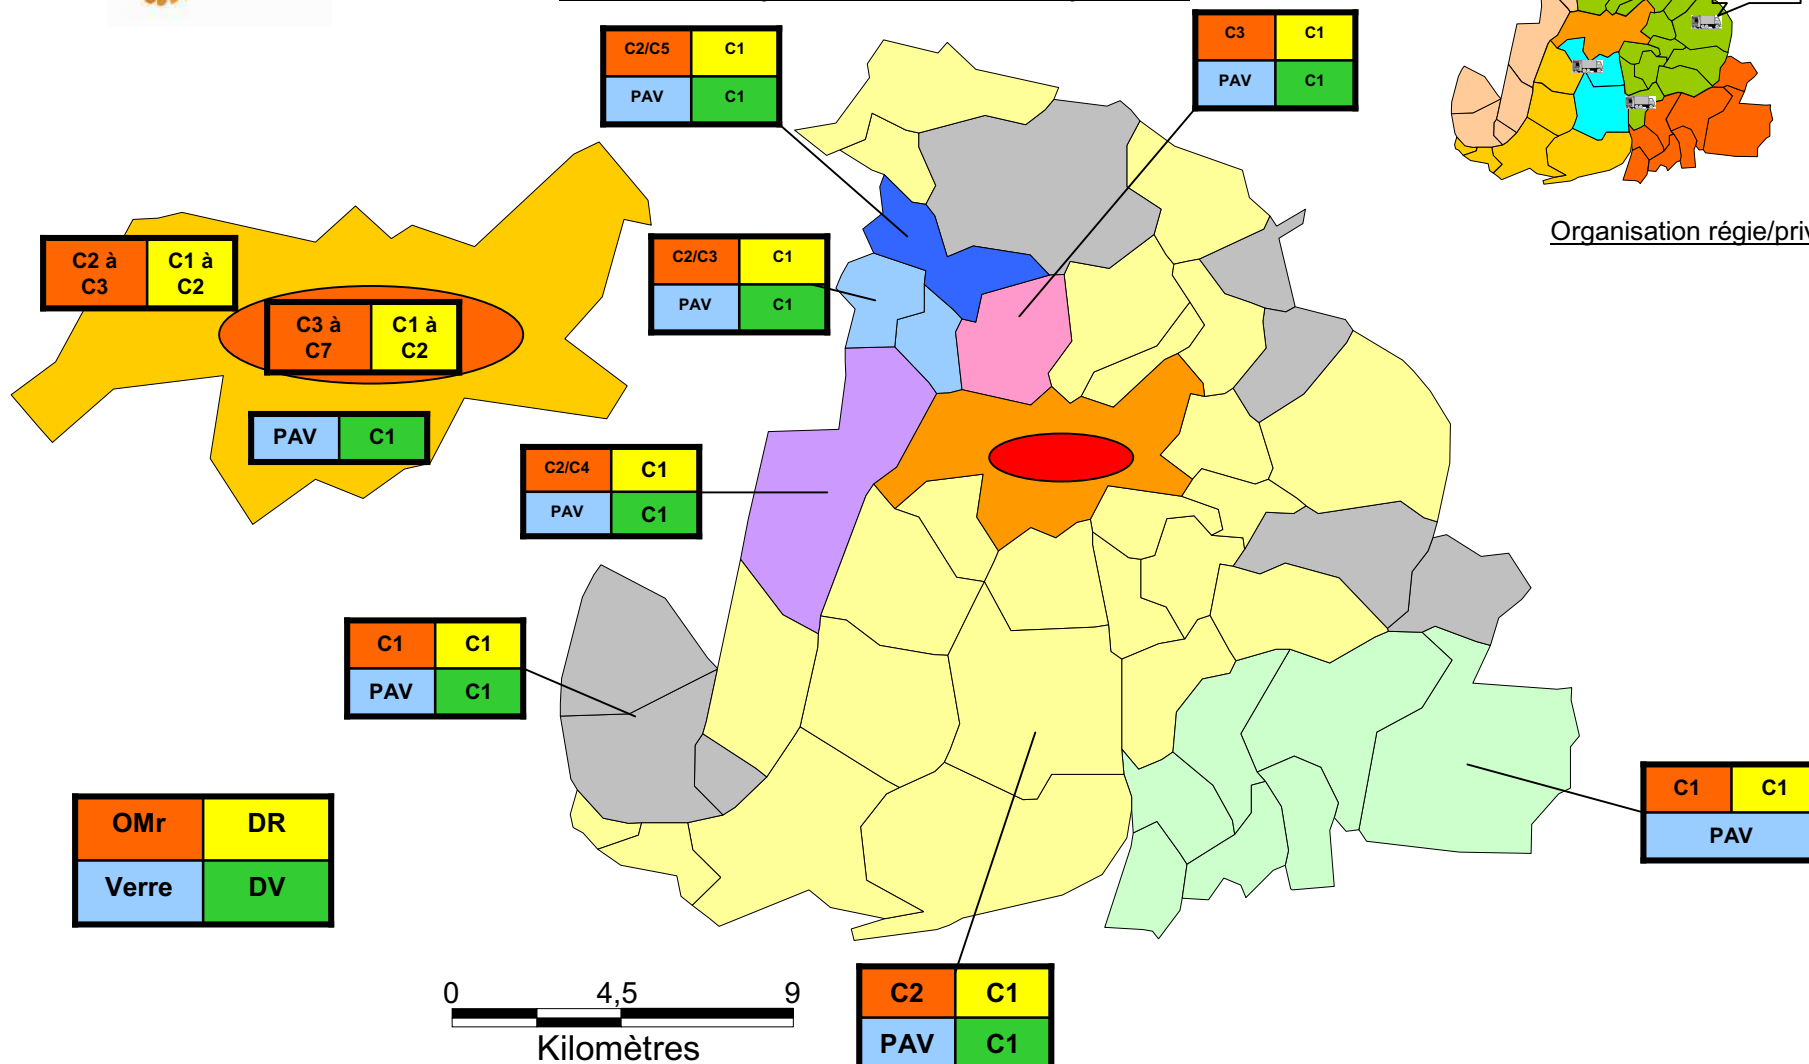 C2/C5 C1
PAV C1
C3 C1
PAV C1
Organisation régie/priv
C2 à C3 C1 à C2
C3 à C7 C1 à C2
PAV C1
C2/C3 C1
PAV C1
C2/C4 C1
PAV C1
C1 C1
PAV C1
C1 C1
PAV
OMr DR
Verre DV
C2 C1
PAV C1
0 4,5 9
Kilomètres